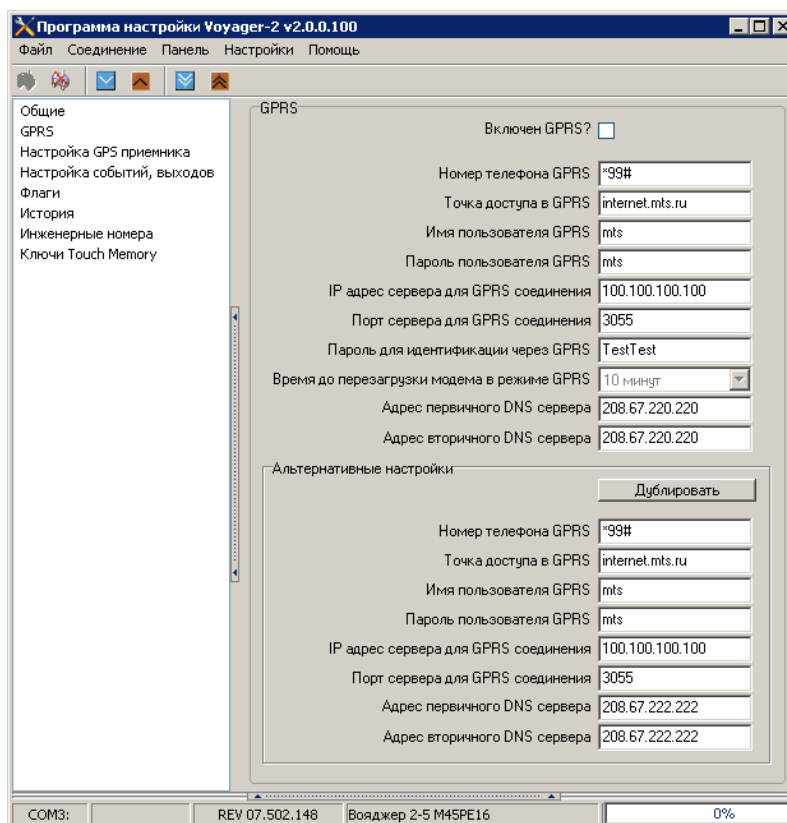 Программа настройки Voyager-2 v2.0.0.100
Файл Соединение Панель Настройки Помощь
Общие
GPRS
Настройка GPS приемника
Настройка событий, выходов
Флаги
История
Инженерные номера
Ключи Touch Memory
GPRS
Включен GPRS?
Номер телефона GPRS *99#
Точка доступа в GPRS internet.mts.ru
Имя пользователя GPRS mts
Пароль пользователя GPRS mts
IP адрес сервера для GPRS соединения 100.100.100.100
Порт сервера для GPRS соединения 3055
Пароль для идентификации через GPRS TestTest
Время до перезагрузки модема в режиме GPRS 10 минут
Адрес первичного DNS сервера 208.67.220.220
Адрес вторичного DNS сервера 208.67.220.220
Альтернативные настройки
Дублировать
Номер телефона GPRS *99#
Точка доступа в GPRS internet.mts.ru
Имя пользователя GPRS mts
Пароль пользователя GPRS mts
IP адрес сервера для GPRS соединения 100.100.100.100
Порт сервера для GPRS соединения 3055
Адрес первичного DNS сервера 208.67.222.222
Адрес вторичного DNS сервера 208.67.222.222
COM3: REV 07.502.148 Вояджер 2-5 M45PE16 0%